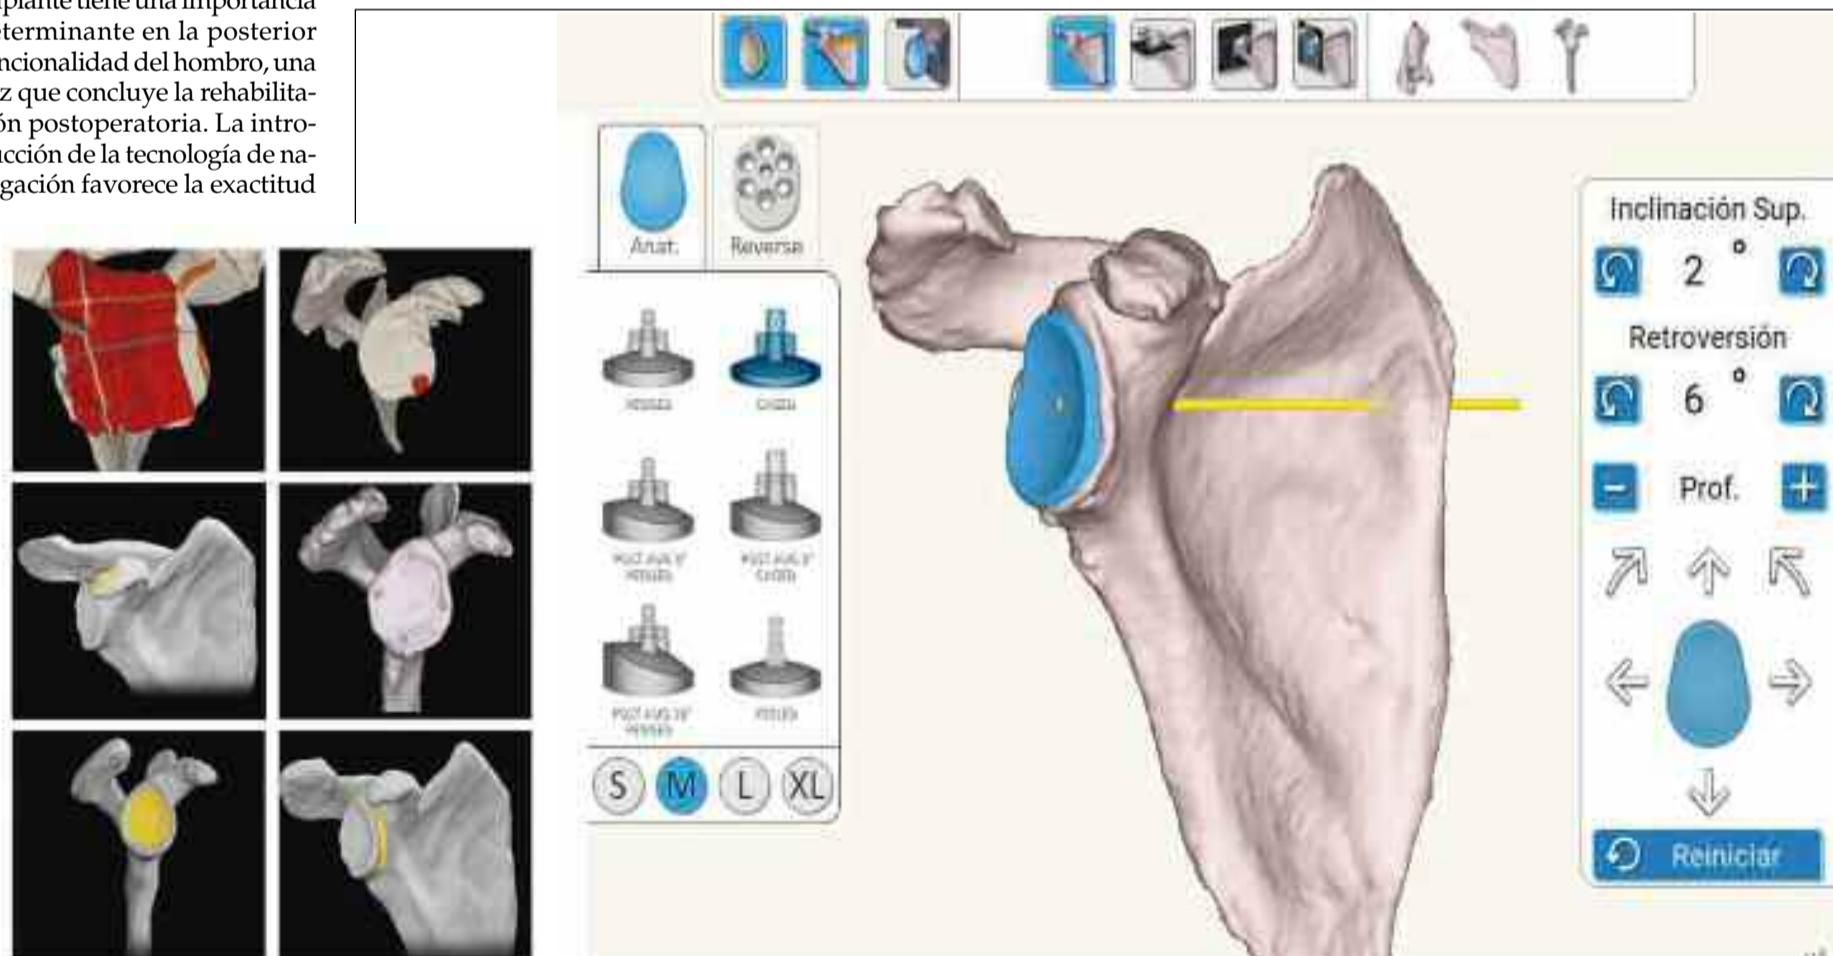 plante tiene una importancia
terminante en la posterior
ncionalidad del hombro, una
z que concluye la rehabilita-
ón postoperatoria. La intro-
ucción de la tecnología de na-
gación favorece la exactitud
Anat.
Reverse
CAGED
S
M
L
XL
Inclinación Sup.
2 °
Retroversión
6 °
Prof.
Reiniciar